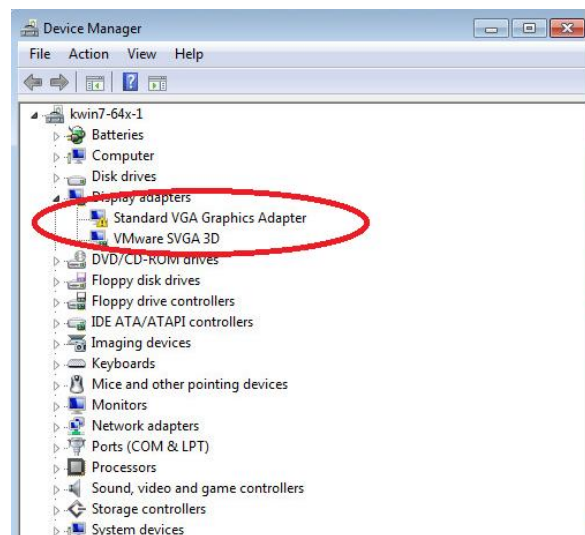 Device Manager
File Action View Help
kwin7-64x-1
Batteries
Computer
Disk drives
Display adapters
Standard VGA Graphics Adapter
VMware SVGA 3D
DVD/CD-ROM drives
Floppy disk drives
Floppy drive controllers
IDE ATA/ATAPI controllers
Imaging devices
Keyboards
Mice and other pointing devices
Monitors
Network adapters
Ports (COM & LPT)
Processors
Sound, video and game controllers
Storage controllers
System devices